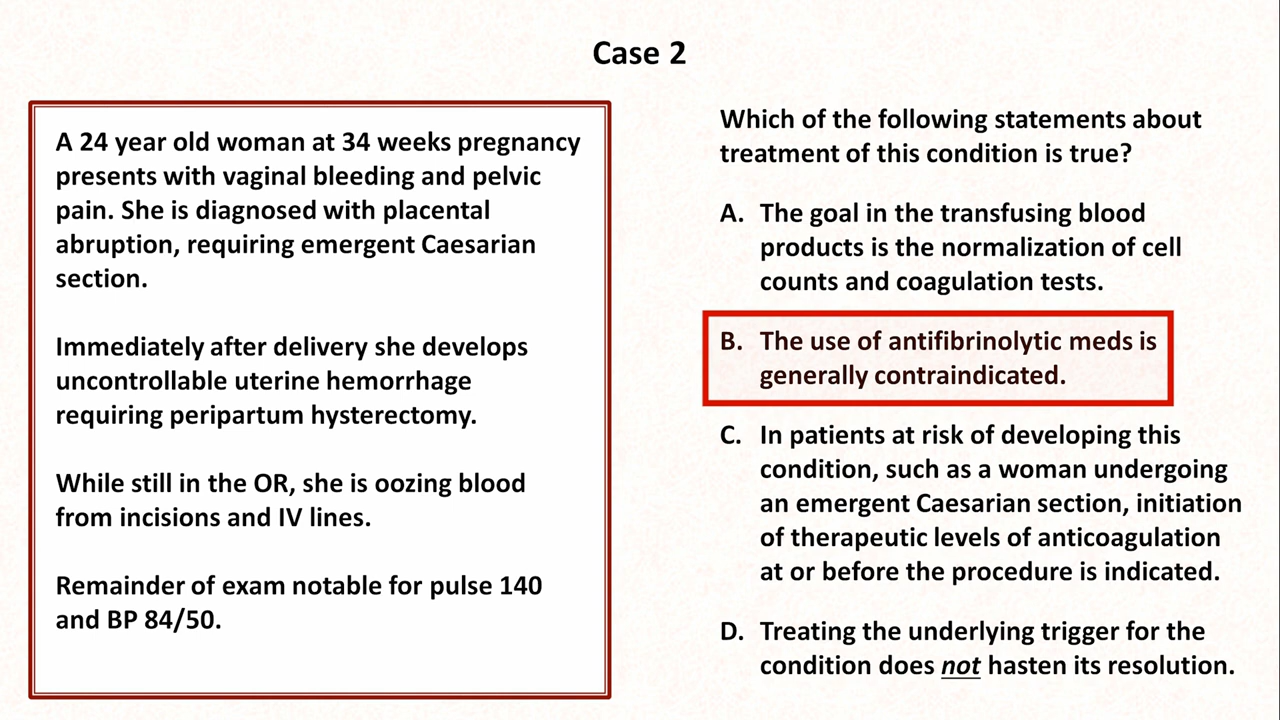 Case 2
A 24 year old woman at 34 weeks pregnancy
presents with vaginal bleeding and pelvic
pain. She is diagnosed with placental
abruption, requiring emergent Caesarian
section.
Immediately after delivery she develops
uncontrollable uterine hemorrhage
requiring peripartum hysterectomy.
While still in the OR, she is oozing blood
from incisions and IV lines.
Remainder of exam notable for pulse 140
and BP 84/50.
Which of the following statements about
treatment of this condition is true?
A. The goal in the transfusing blood
products is the normalization of cell
counts and coagulation tests.
B. The use of antifibrinolytic meds is
generally contraindicated.
C. In patients at risk of developing this
condition, such as a woman undergoing
an emergent Caesarian section, initiation
of therapeutic levels of anticoagulation
at or before the procedure is indicated.
D. Treating the underlying trigger for the
condition does not hasten its resolution.